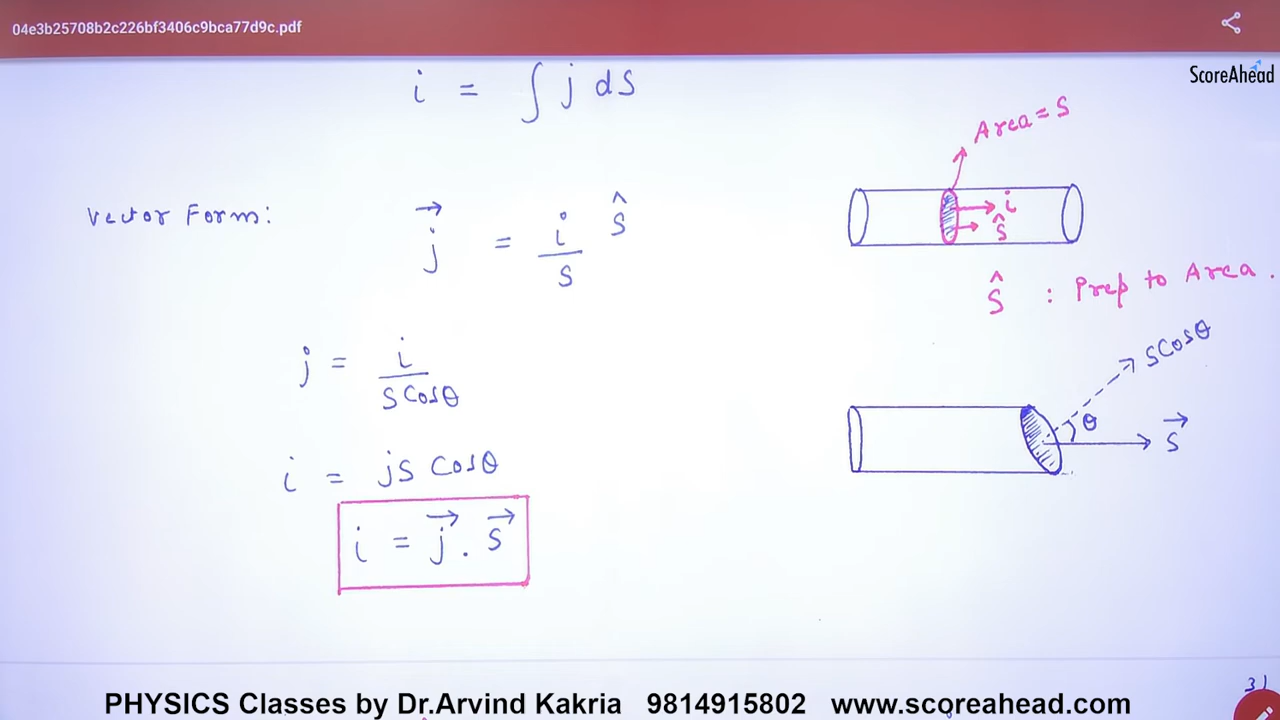 04e3b25708b2c226bf3406c9bca77d9c.pdf
ScoreAhead
i = ∫ j ds
Area = S
Vector Form:
j⃗ = i/S Ŝ
i
Ŝ
Ŝ : Prep to Area.
j = i/(S Cosθ)
S Cosθ
θ
S⃗
i = jS Cosθ
i = j⃗ . S⃗
31
PHYSICS Classes by Dr.Arvind Kakria 9814915802 www.scoreahead.com